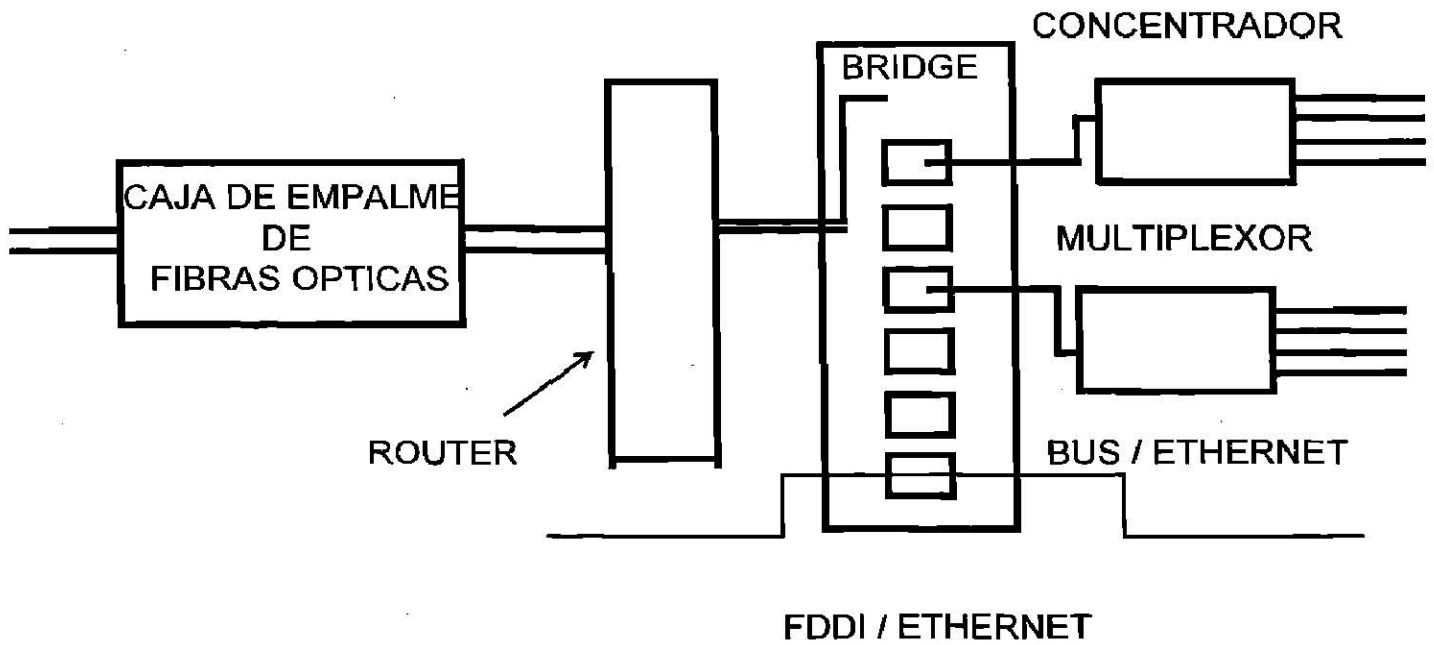 CONCENTRADOR
BRIDGE
CAJA DE EMPALME
DE
FIBRAS OPTICAS
MULTIPLEXOR
ROUTER
BUS / ETHERNET
FDDI / ETHERNET